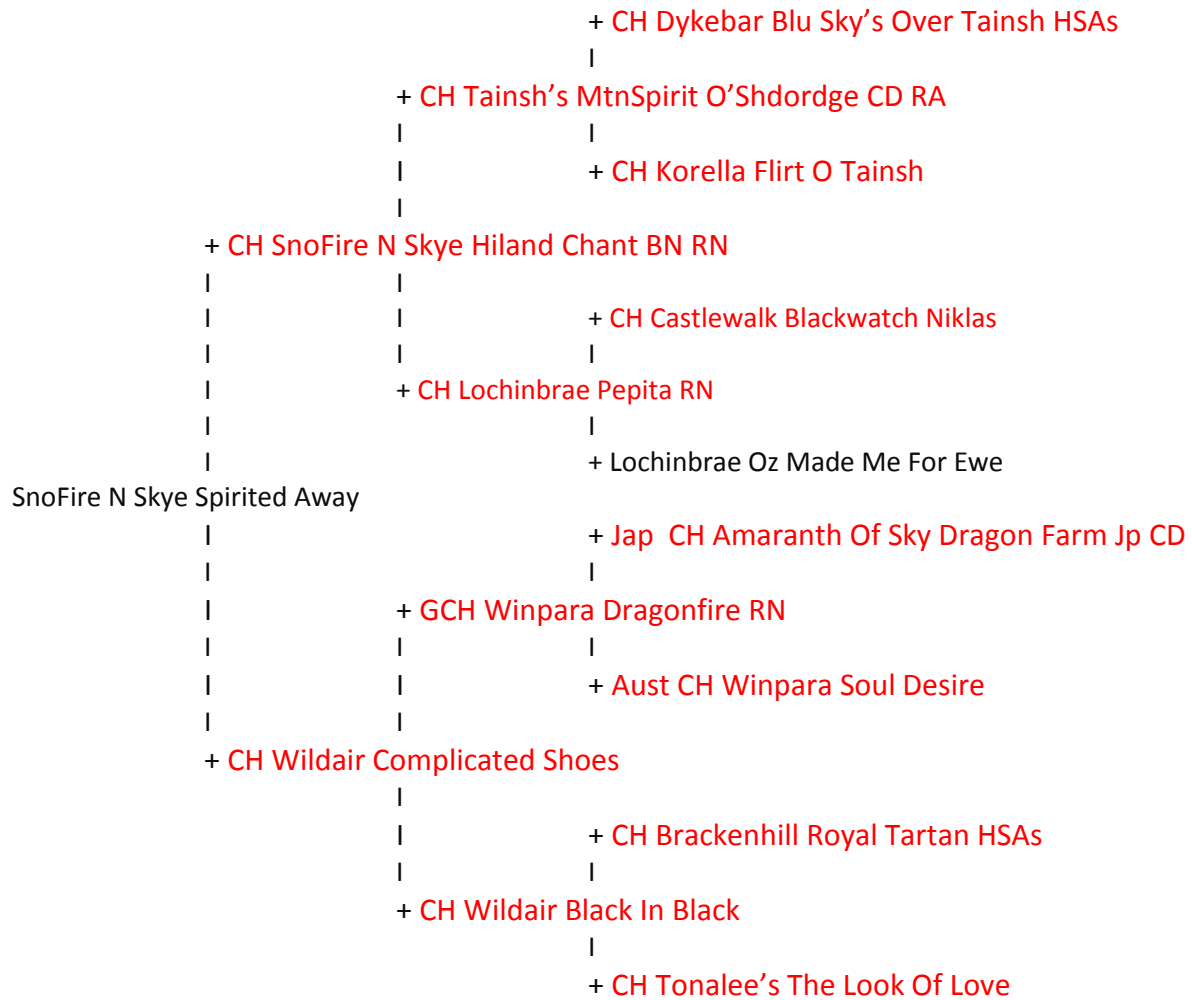 + CH Dykebar Blu Sky’s Over Tainsh HSAs
+ CH Tainsh’s MtnSpirit O’Shdordge CD RA
+ CH Korella Flirt O Tainsh
+ CH SnoFire N Skye Hiland Chant BN RN
+ CH Castlewalk Blackwatch Niklas
+ CH Lochinbrae Pepita RN
+ Lochinbrae Oz Made Me For Ewe
SnoFire N Skye Spirited Away
+ Jap CH Amaranth Of Sky Dragon Farm Jp CD
+ GCH Winpara Dragonfire RN
+ Aust CH Winpara Soul Desire
+ CH Wildair Complicated Shoes
+ CH Brackenhill Royal Tartan HSAs
+ CH Wildair Black In Black
+ CH Tonalee’s The Look Of Love